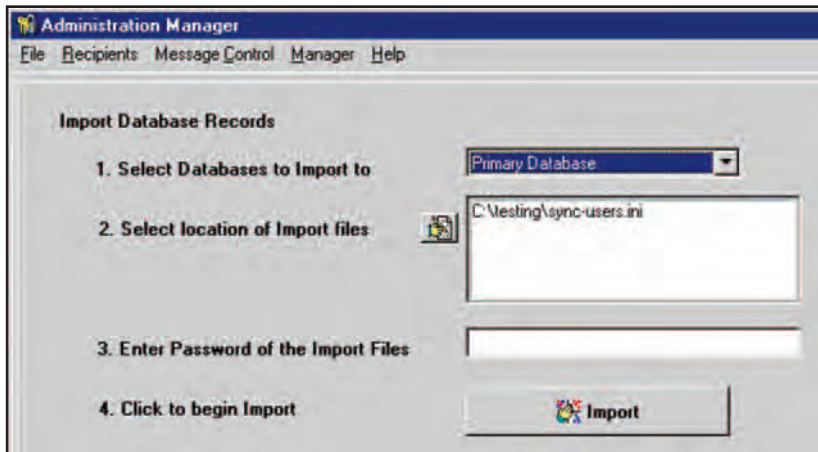 Administration Manager
File Recipients Message Control Manager Help
Import Database Records
1. Select Databases to Import to
Primary Database
2. Select location of Import files
C:\testing\sync-users.ini
3. Enter Password of the Import Files
4. Click to begin Import
Import